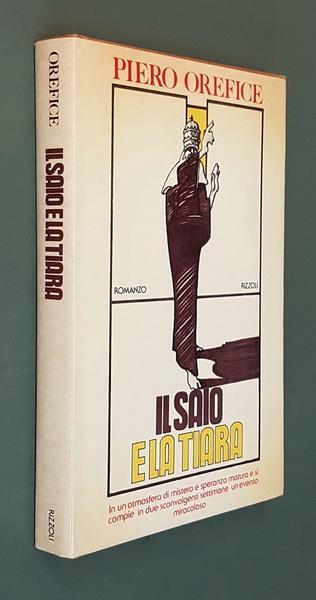 OREFICE
IL SAIO E LA TIARA
RIZZOLI
PIERO OREFICE
ROMANZO
RIZZOLI
IL SAIO
E LA TIARA
In un'atmosfera di mistero e speranza matura e si
compie in due sconvolgenti settimane un evento
miracoloso